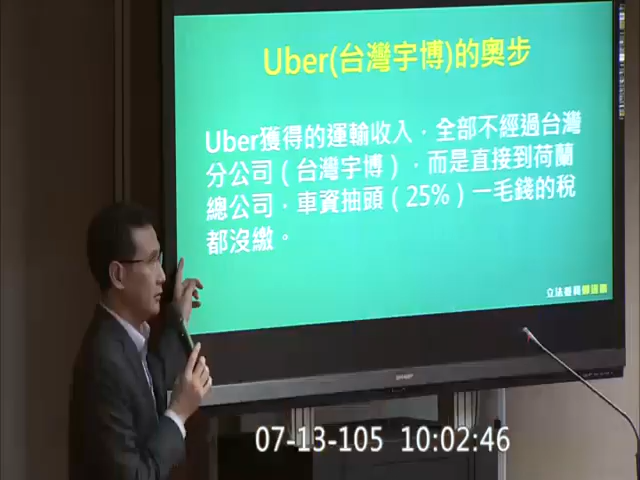 Uber(台灣宇博)的奧步
Uber獲得的運輸收入，全部不經過台灣
分公司（台灣宇博），而是直接到荷蘭
總公司，車資抽頭（25%）一毛錢的稅
都沒繳。
立法委員
SHARP
07-13-105 10:02:46